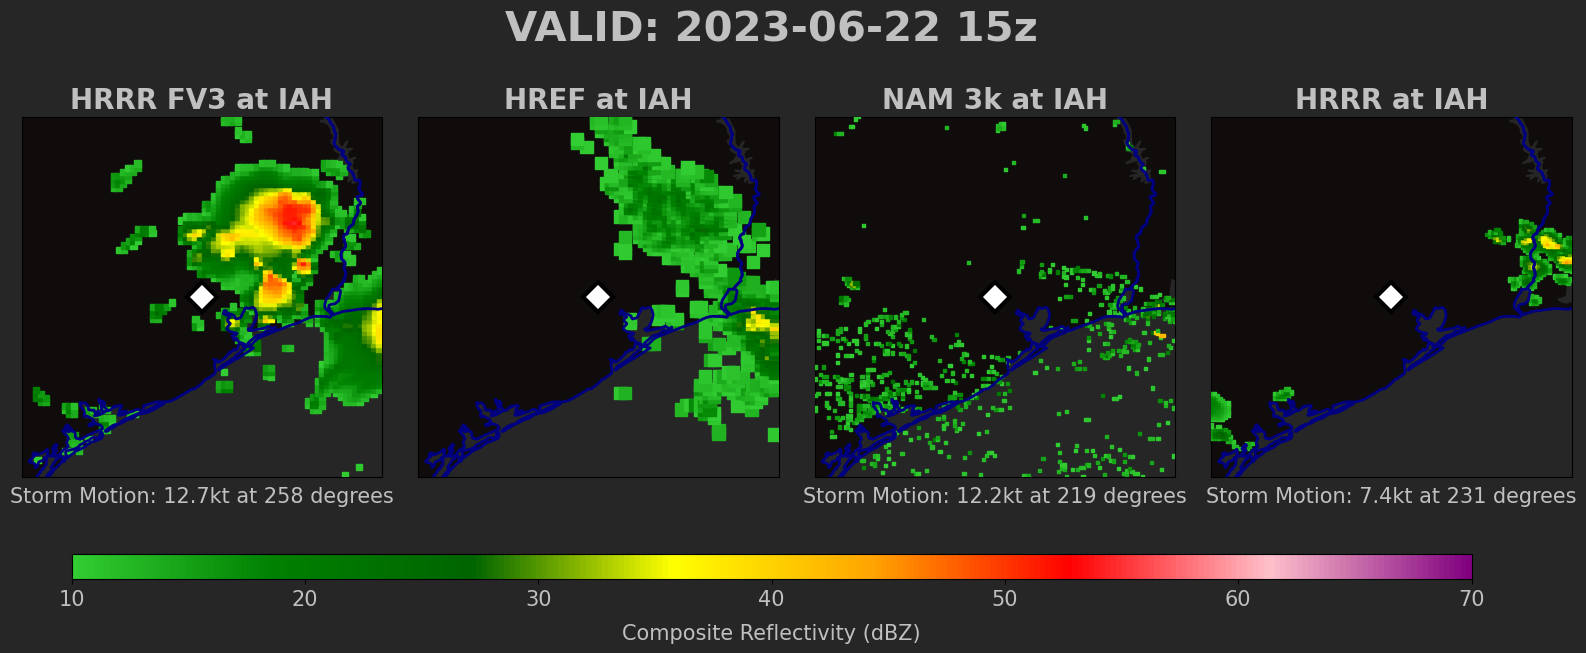 VALID: 2023-06-22 15z
HRRR FV3 at IAH
HREF at IAH
NAM 3k at IAH
HRRR at IAH
Storm Motion: 12.7kt at 258 degrees
Storm Motion: 12.2kt at 219 degrees
Storm Motion: 7.4kt at 231 degrees
10 20 30 40 50 60 70
Composite Reflectivity (dBZ)